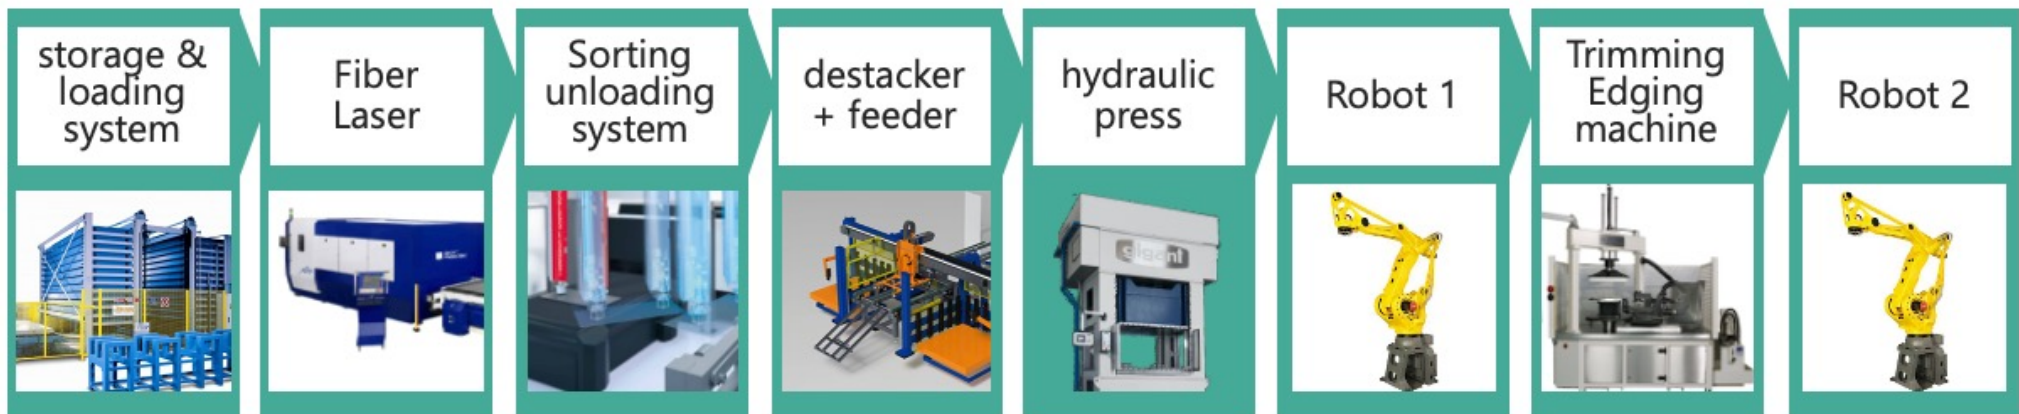 storage &
loading
system
Fiber
Laser
Sorting
unloading
system
destacker
+ feeder
hydraulic
press
Robot 1
Trimming
Edging
machine
Robot 2
gigant